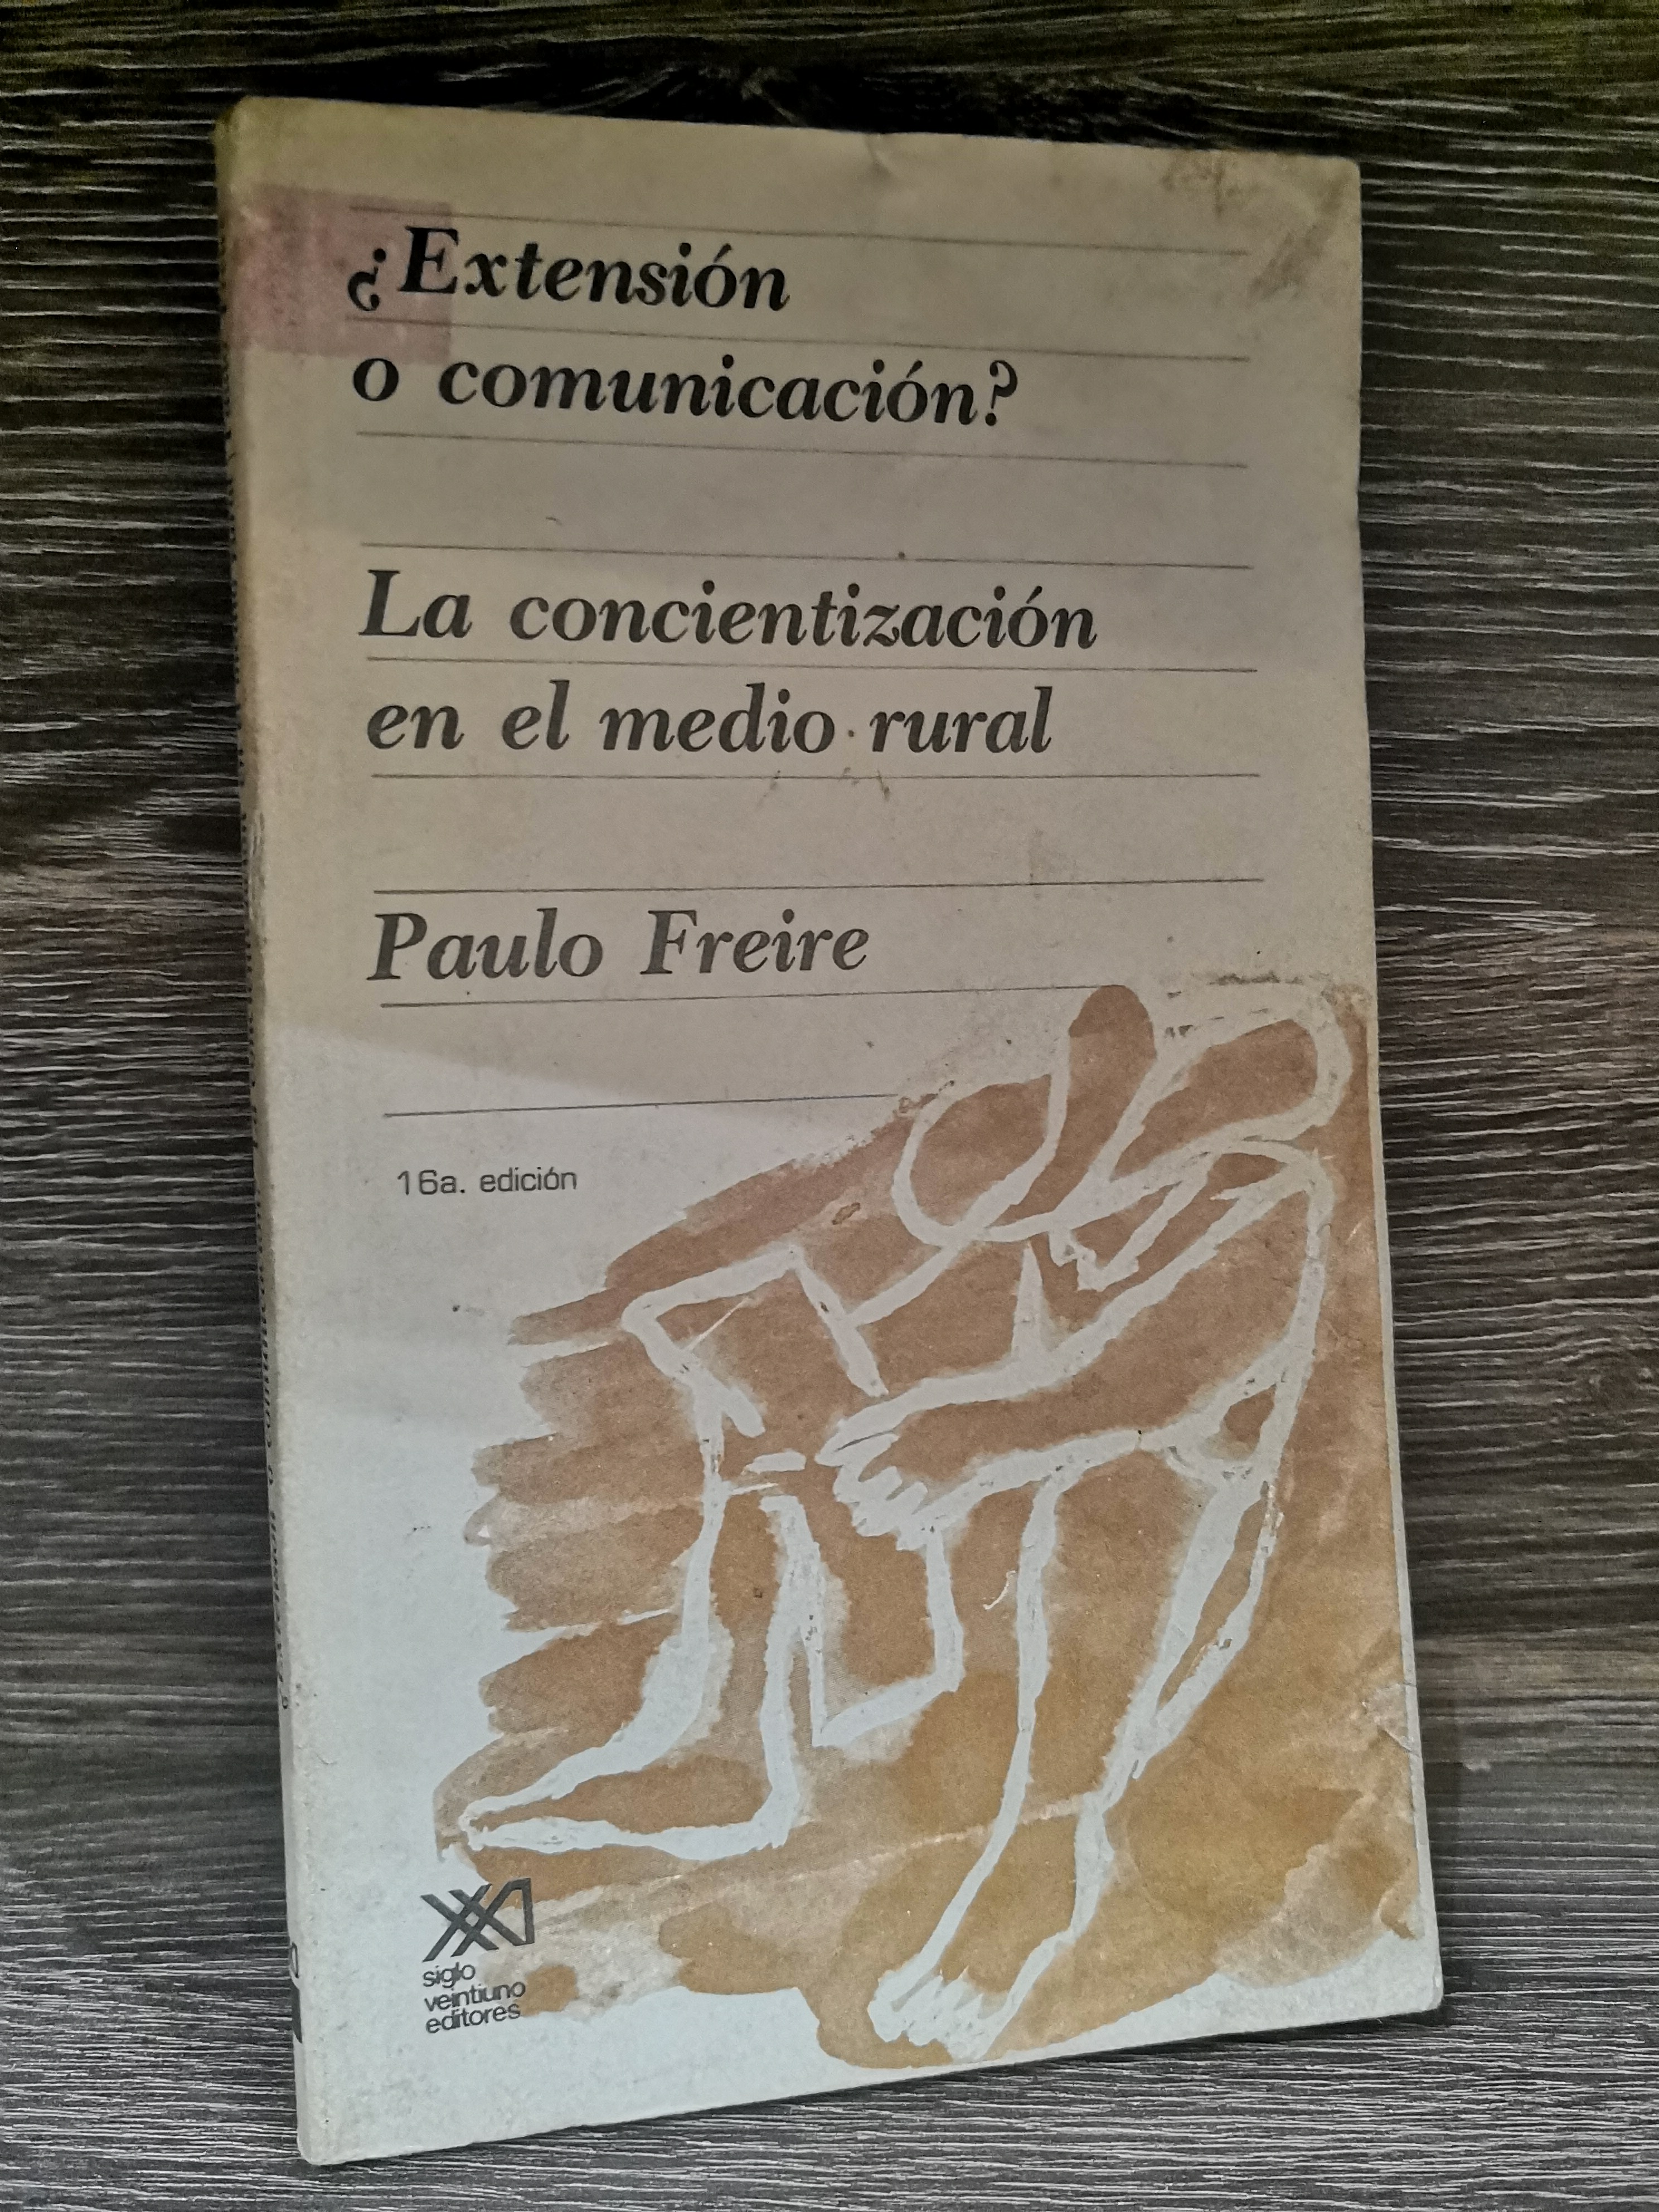 ¿Extensión
o comunicación?
La concientización
en el medio rural
Paulo Freire
16a. edición
siglo
veintiuno
editores